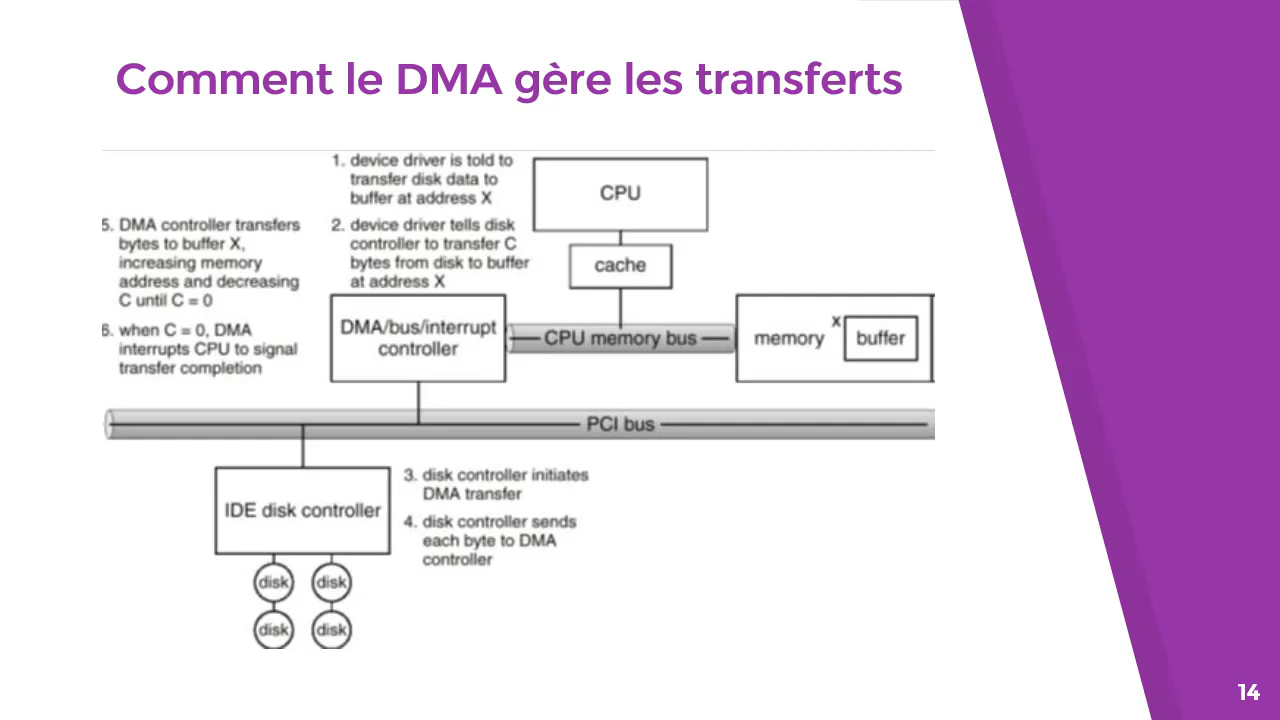 Comment le DMA gère les transferts
1. device driver is told to
transfer disk data to
buffer at address X
2. device driver tells disk
controller to transfer C
bytes from disk to buffer
at address X
5. DMA controller transfers
bytes to buffer X,
increasing memory
address and decreasing
C until C = 0
6. when C = 0, DMA
interrupts CPU to signal
transfer completion
CPU
cache
DMA/bus/interrupt
controller
CPU memory bus
memory
x
buffer
PCI bus
IDE disk controller
3. disk controller initiates
DMA transfer
4. disk controller sends
each byte to DMA
controller
disk
disk
disk
disk
14